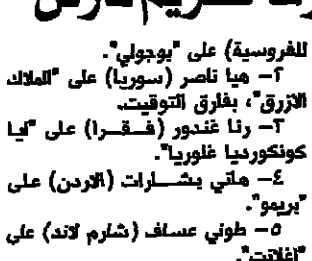 للفروسية) على "بوجولي".
٢– هيا ناصر (سوريا) على "الملاك
الازرق"، بفارق التوقيت.
٣– رنا غندور (فقرا) على "ايا
كونكورديا غلوريا".
٤– هاني بشارات (الاردن) على
"بريمو".
٥– طوني عساف (شارم لاند) على
"اغلانت".